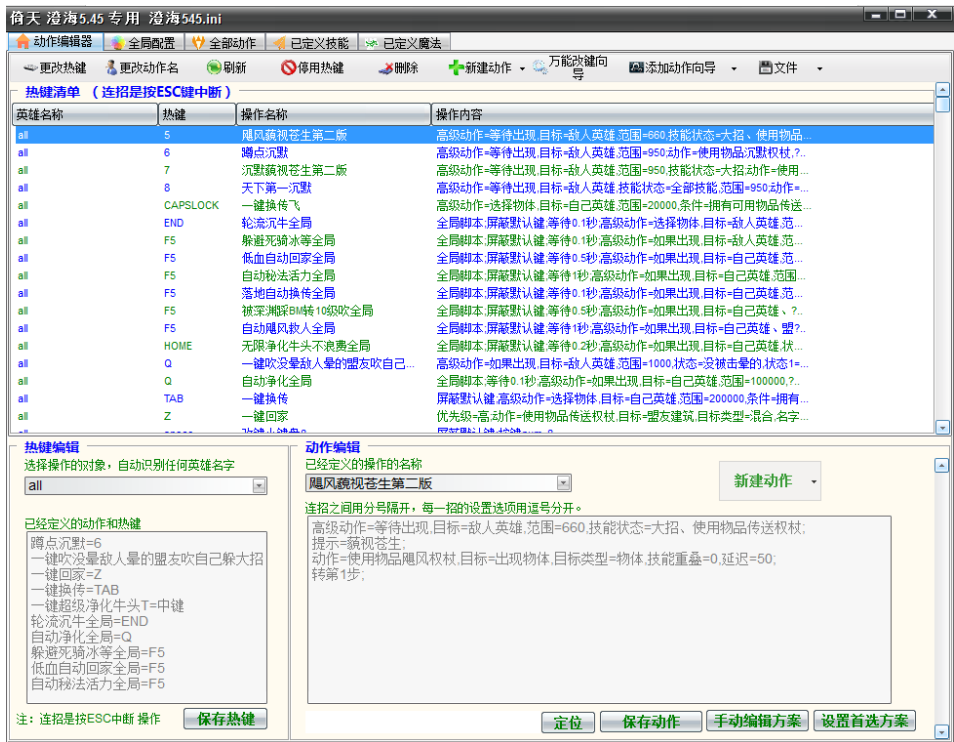 倚天 澄海5.45 专用 澄海545.ini
动作编辑器 全局配置 全部动作 已定义技能 已定义魔法
更改热键 更改动作名 刷新 停用热键 删除 新建动作 万能改键向导 添加动作向导 文件
热键清单 (连招是按ESC键中断)
英雄名称 热键 操作名称 操作内容
all 5 飓风藐视苍生第二版 高级动作=等待出现,目标=敌人英雄,范围=660,技能状态=大招、使用物品...
all 6 蹲点沉默 高级动作=等待出现,目标=敌人英雄,范围=950;动作=使用物品沉默权杖,?..
all 7 沉默藐视苍生第二版 高级动作=等待出现,目标=敌人英雄,范围=950,技能状态=大招;动作=使用...
all 8 天下第一沉默 高级动作=等待出现,目标=敌人英雄,技能状态=全部技能,范围=950;动作=...
all CAPSLOCK 一键换传飞 高级动作=选择物体,目标=自己英雄,范围=20000,条件=拥有可用物品传送...
all END 轮流沉牛全局 全局脚本;屏蔽默认键;等待0.1秒;高级动作=选择物体,目标=敌人英雄,范...
all F5 躲避死骑冰等全局 全局脚本;屏蔽默认键;等待0.1秒;高级动作=如果出现,目标=敌人英雄,范...
all F5 低血自动回家全局 全局脚本;屏蔽默认键;等待0.5秒;高级动作=如果出现,目标=自己英雄,范...
all F5 自动秘法活力全局 全局脚本;屏蔽默认键;等待1秒;高级动作=如果出现,目标=自己英雄,范围...
all F5 落地自动换传全局 全局脚本;屏蔽默认键;等待0.1秒;高级动作=如果出现,目标=自己英雄,范...
all F5 被深渊踩BM转10级吹全局 全局脚本;屏蔽默认键;等待0.5秒;高级动作=如果出现,目标=自己英雄、?..
all F5 自动飓风救人全局 全局脚本;屏蔽默认键;等待1秒;高级动作=如果出现,目标=自己英雄、盟?..
all HOME 无限净化牛头不浪费全局 全局脚本;屏蔽默认键;等待0.2秒;高级动作=如果出现,目标=自己英雄,状...
all Q 一键吹没晕敌人晕的盟友吹自己... 高级动作=如果出现,目标=敌人英雄,范围=1000,状态=没被击晕的,状态1=...
all Q 自动净化全局 全局脚本;等待0.1秒;高级动作=如果出现,目标=自己英雄,范围=100000,?..
all TAB 一键换传 屏蔽默认键;高级动作=选择物体,目标=自己英雄,范围=200000,条件=拥有...
all Z 一键回家 优先级=高;动作=使用物品传送权杖,目标=盟友建筑,目标类型=混合,名字...
热键编辑
选择操作的对象，自动识别任何英雄名字
all
已经定义的动作和热键
蹲点沉默=6
一键吹没晕敌人晕的盟友吹自己躲大招
一键回家=Z
一键换传=TAB
一键超级净化牛头T=中键
轮流沉牛全局=END
自动净化全局=Q
躲避死骑冰等全局=F5
低血自动回家全局=F5
自动秘法活力全局=F5
注：连招是按ESC中断 操作 保存热键
动作编辑
已经定义的操作的名称
飓风藐视苍生第二版
新建动作
连招之间用分号隔开，每一招的设置选项用逗号分开。
高级动作=等待出现,目标=敌人英雄,范围=660,技能状态=大招、使用物品传送权杖;
提示=藐视苍生;
动作=使用物品飓风权杖,目标=出现物体,目标类型=物体,技能重叠=0,延迟=50;
转第1步;
定位 保存动作 手动编辑方案 设置首选方案